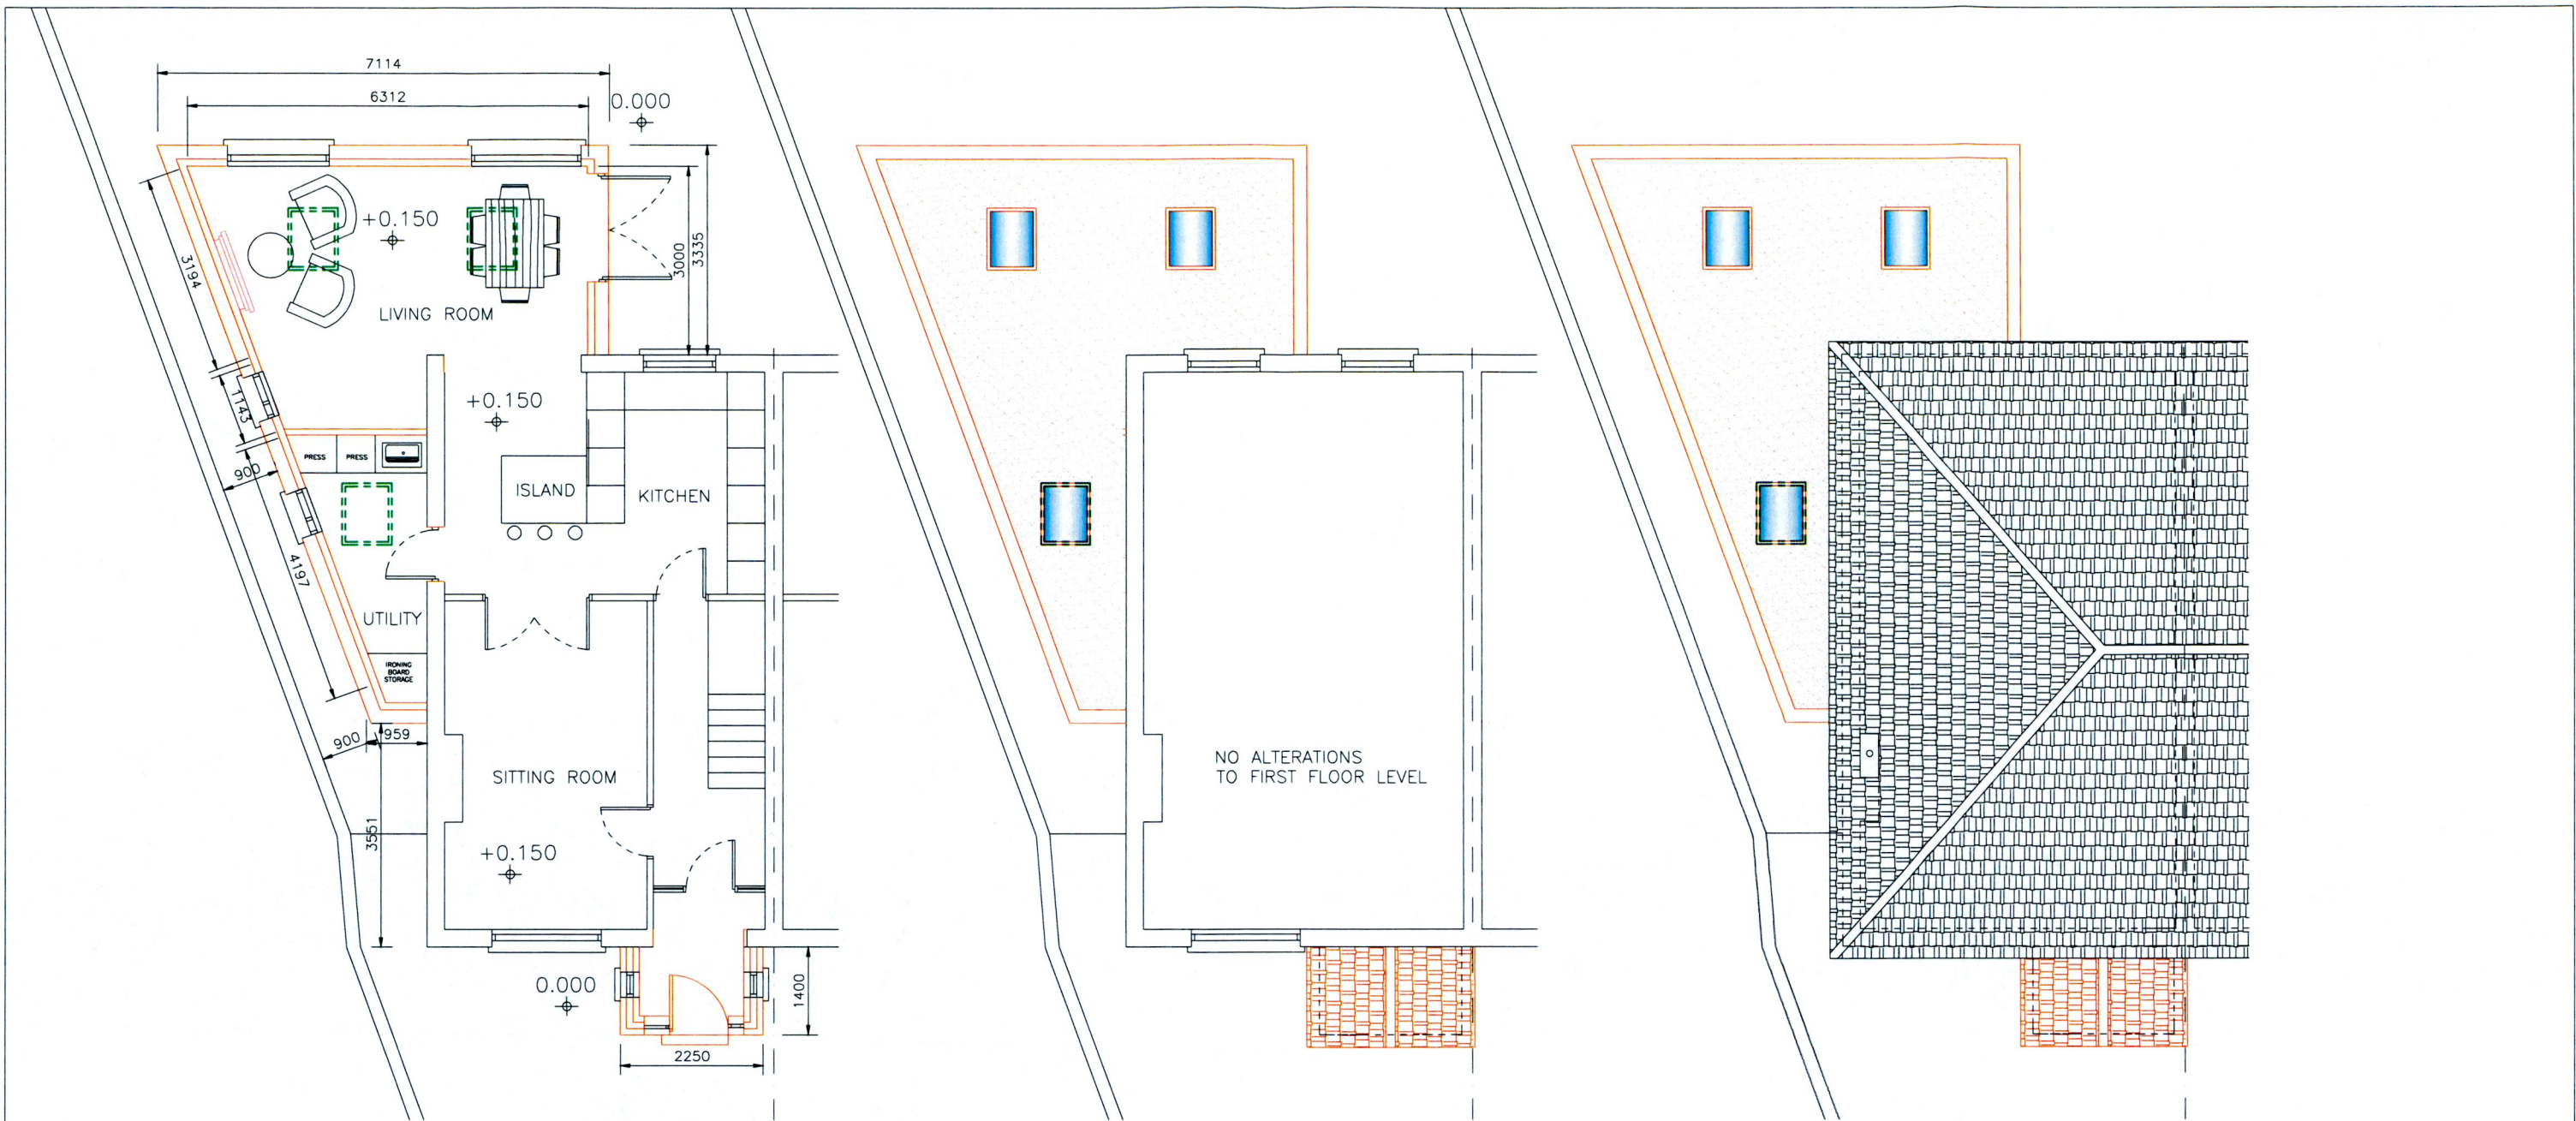 7114
6312
0.000
+0.150
3000
3335
3194
LIVING ROOM
1143
+0.150
PRESS
PRESS
900
ISLAND
KITCHEN
4197
UTILITY
IRONING
BOARD
STORAGE
900
959
SITTING ROOM
3551
+0.150
0.000
1400
2250
NO ALTERATIONS
TO FIRST FLOOR LEVEL